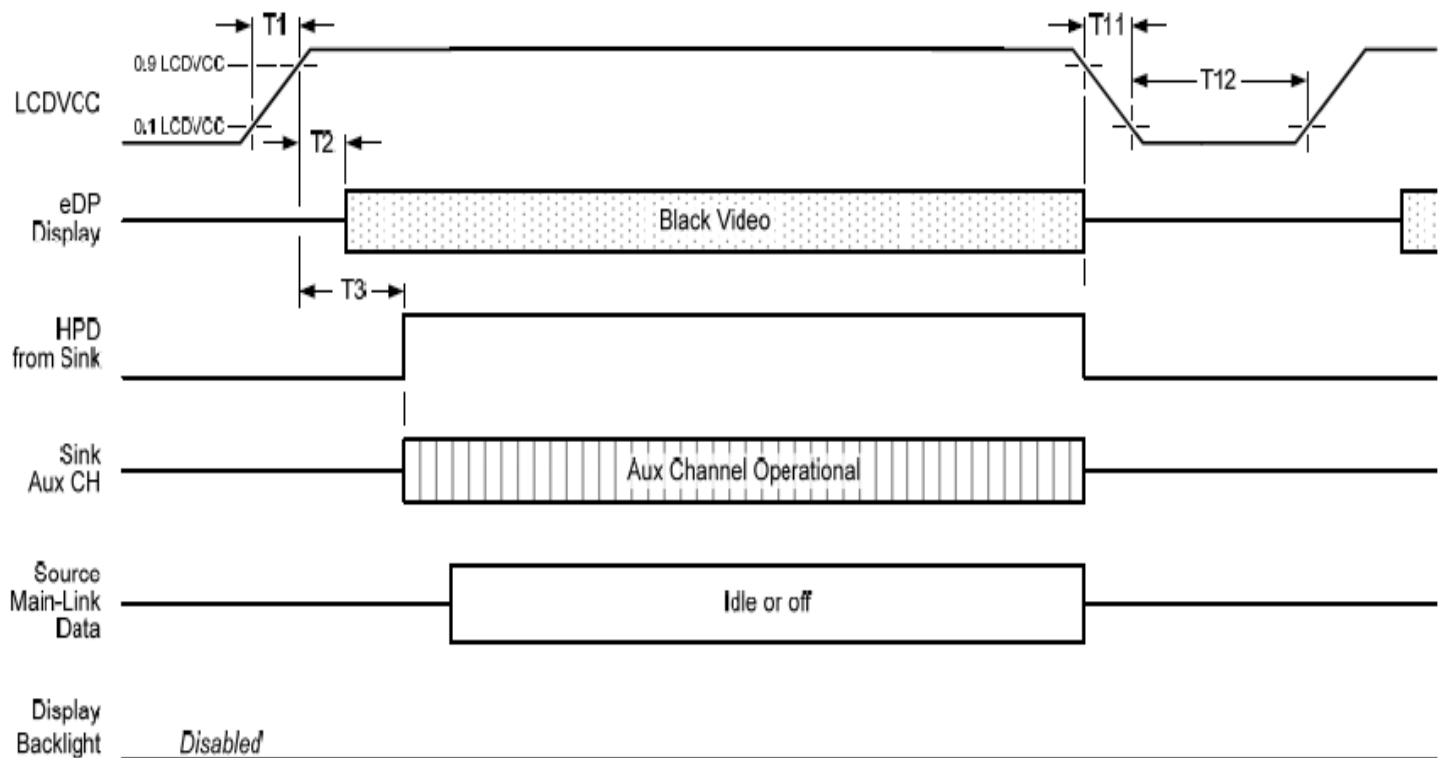 T1
T11
0.9 LCDVCC
LCDVCC
T12
0.1 LCDVCC
T2
eDP
Display
Black Video
T3
HPD
from Sink
Sink
Aux CH
Aux Channel Operational
Source
Main-Link
Data
Idle or off
Display
Backlight
Disabled